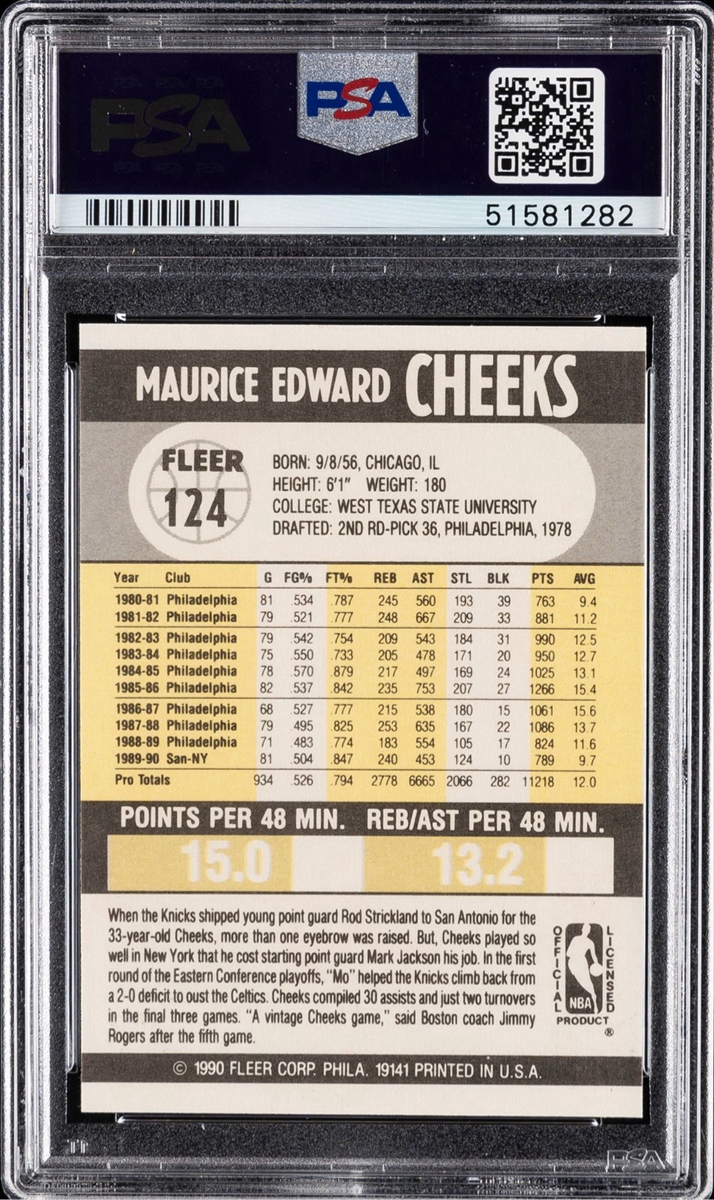 PSA
PSA
51581282
MAURICE EDWARD CHEEKS
FLEER
124
BORN: 9/8/56, CHICAGO, IL
HEIGHT: 6'1" WEIGHT: 180
COLLEGE: WEST TEXAS STATE UNIVERSITY
DRAFTED: 2ND RD-PICK 36, PHILADELPHIA, 1978
Year Club G FG% FT% REB AST STL BLK PTS AVG
1980-81 Philadelphia 81 .534 .787 245 560 193 39 763 9.4
1981-82 Philadelphia 79 .521 .777 248 667 209 33 881 11.2
1982-83 Philadelphia 79 .542 .754 209 543 184 31 990 12.5
1983-84 Philadelphia 75 .550 .733 205 478 171 20 950 12.7
1984-85 Philadelphia 78 .570 .879 217 497 169 24 1025 13.1
1985-86 Philadelphia 82 .537 .842 235 753 207 27 1266 15.4
1986-87 Philadelphia 68 .527 .777 215 538 180 15 1061 15.6
1987-88 Philadelphia 79 .495 .825 253 635 167 22 1086 13.7
1988-89 Philadelphia 71 .483 .774 183 554 105 17 824 11.6
1989-90 San-NY 81 .504 .847 240 453 124 10 789 9.7
Pro Totals 934 .526 .794 2778 6665 2066 282 11218 12.0
POINTS PER 48 MIN. REB/AST PER 48 MIN.
15.0 13.2
When the Knicks shipped young point guard Rod Strickland to San Antonio for the
33-year-old Cheeks, more than one eyebrow was raised. But, Cheeks played so
well in New York that he cost starting point guard Mark Jackson his job. In the first
round of the Eastern Conference playoffs, "Mo" helped the Knicks climb back from
a 2-0 deficit to oust the Celtics. Cheeks compiled 30 assists and just two turnovers
in the final three games. "A vintage Cheeks game," said Boston coach Jimmy
Rogers after the fifth game.
OFFICIAL
LICENSED
NBA
PRODUCT
®
© 1990 FLEER CORP. PHILA. 19141 PRINTED IN U.S.A.
PSA